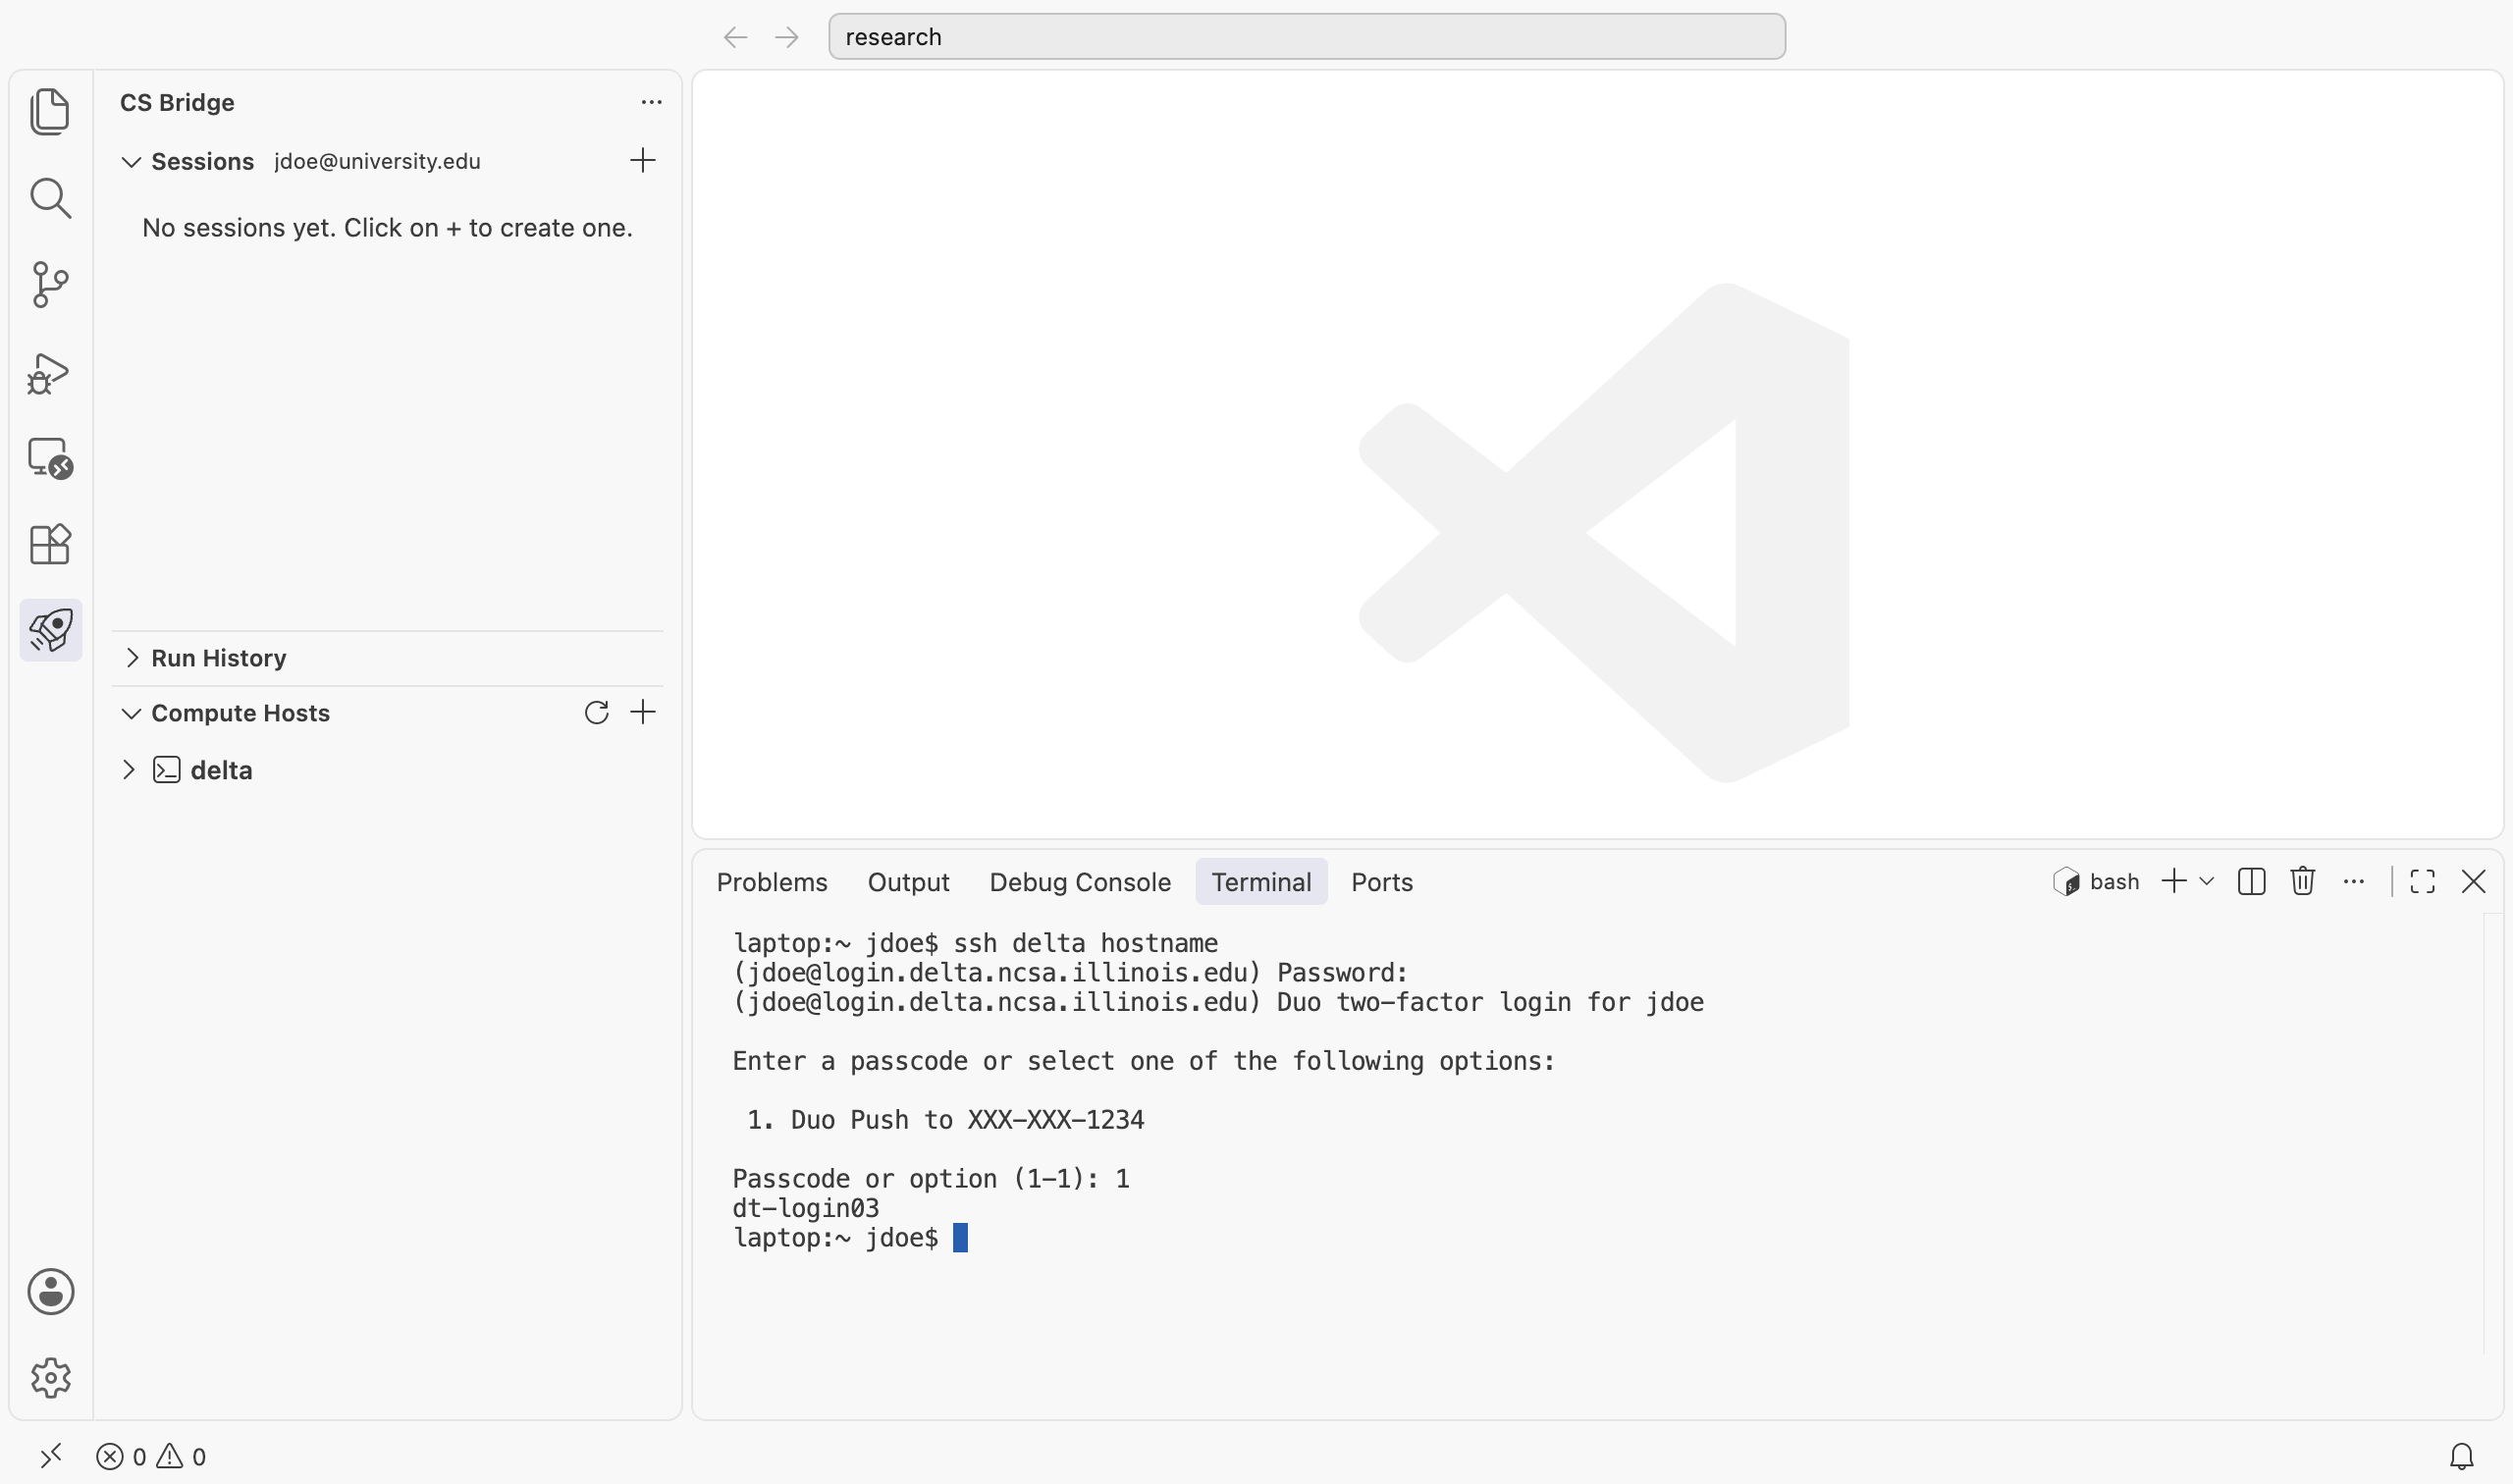 research
CS Bridge
Sessions jdoe@university.edu
No sessions yet. Click on + to create one.
Run History
Compute Hosts
delta
Problems Output Debug Console Terminal Ports
bash
laptop:~ jdoe$ ssh delta hostname
(jdoe@login.delta.ncsa.illinois.edu) Password:
(jdoe@login.delta.ncsa.illinois.edu) Duo two-factor login for jdoe
Enter a passcode or select one of the following options:
1. Duo Push to XXX-XXX-1234
Passcode or option (1-1): 1
dt-login03
laptop:~ jdoe$
0 0